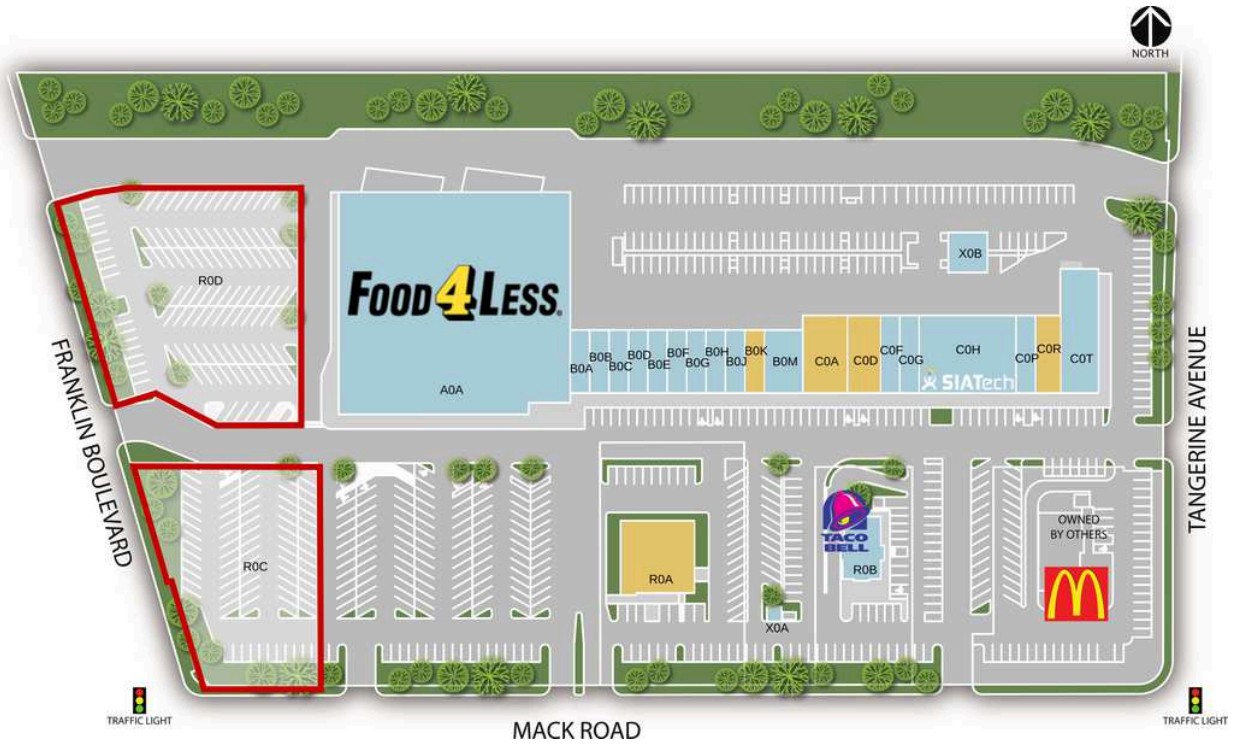 NORTH
X0B
R0D
FOOD 4 LESS.
A0A
B0A
B0B
B0C
B0D
B0E
B0F
B0G
B0H
B0J
B0K
B0M
C0A
C0D
C0F
C0G
C0H
SIATech
C0P
C0R
C0T
FRANKLIN BOULEVARD
TANGERINE AVENUE
R0C
R0A
X0A
TACO
BELL
R0B
OWNED
BY OTHERS
TRAFFIC LIGHT
MACK ROAD
TRAFFIC LIGHT